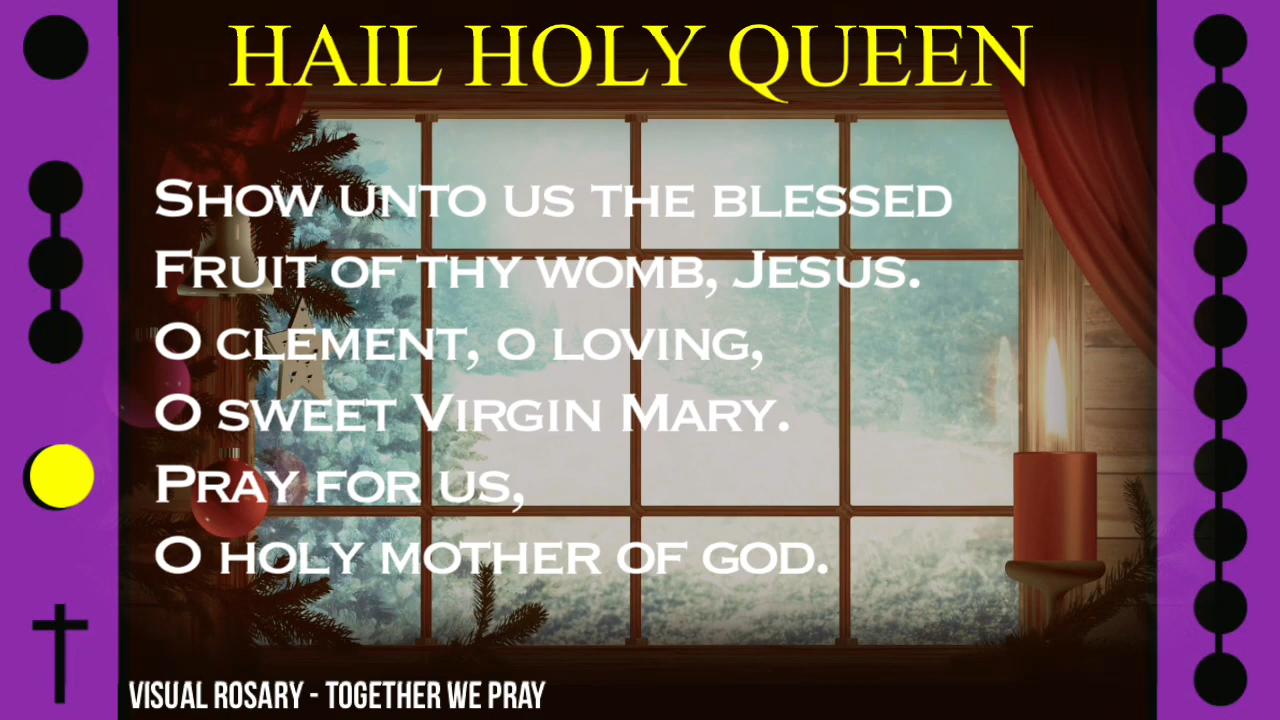 HAIL HOLY QUEEN
Show unto us the blessed
Fruit of thy womb, Jesus.
O clement, o loving,
O sweet Virgin Mary.
Pray for us,
O holy mother of god.
VISUAL ROSARY - TOGETHER WE PRAY